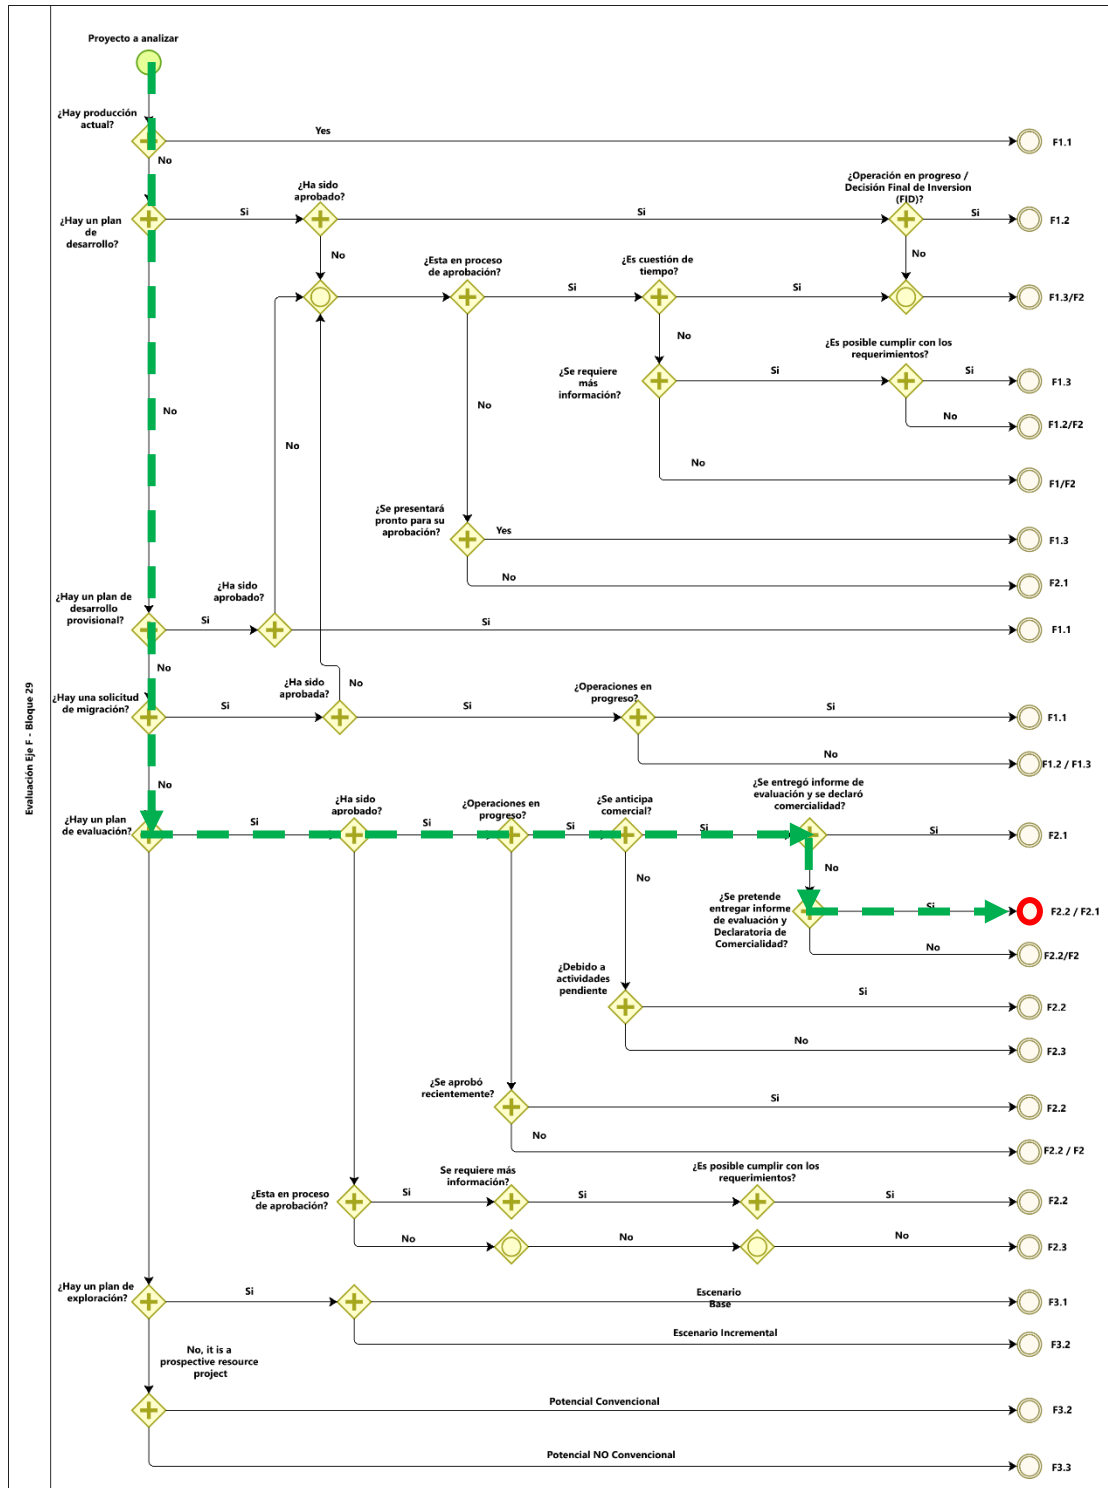 Evaluación Eje F - Bloque 29
Proyecto a analizar
¿Hay producción
actual?
Yes
F1.1
No
¿Hay un plan
de
desarrollo?
Si
¿Ha sido
aprobado?
Si
¿Operación en progreso /
Decisión Final de Inversion
(FID)?
Si
F1.2
No
No
¿Esta en proceso
de aprobación?
Si
¿Es cuestión de
tiempo?
Si
F1.3/F2
No
¿Se requiere
más
información?
Si
¿Es posible cumplir con los
requerimientos?
Si
F1.3
No
F1.2/F2
No
F1/F2
No
No
No
¿Se presentará
pronto para su
aprobación?
Yes
F1.3
No
F2.1
¿Hay un plan de
desarrollo
provisional?
Si
¿Ha sido
aprobado?
Si
F1.1
No
¿Hay una solicitud
de migración?
Si
¿Ha sido
aprobada?
No
Si
¿Operaciones en
progreso?
Si
F1.1
No
F1.2 / F1.3
No
¿Hay un plan
de evaluación?
Si
¿Ha sido
aprobado?
Si
¿Operaciones en
progreso?
Si
¿Se anticipa
comercial?
Si
¿Se entregó informe de
evaluación y se declaró
comercialidad?
Si
F2.1
No
No
¿Se pretende
entregar informe
de evaluación y
Declaratoria de
Comercialidad?
Si
F2.2 / F2.1
No
F2.2/F2
¿Debido a
actividades
pendiente
Si
F2.2
No
F2.3
¿Se aprobó
recientemente?
Si
F2.2
No
F2.2 / F2
¿Esta en proceso
de aprobación?
Si
Se requiere más
información?
Si
¿Es posible cumplir con los
requerimientos?
Si
F2.2
No
No
No
F2.3
¿Hay un plan de
exploración?
Si
Escenario
Base
F3.1
Escenario Incremental
F3.2
No, it is a
prospective resource
project
Potencial Convencional
F3.2
Potencial NO Convencional
F3.3